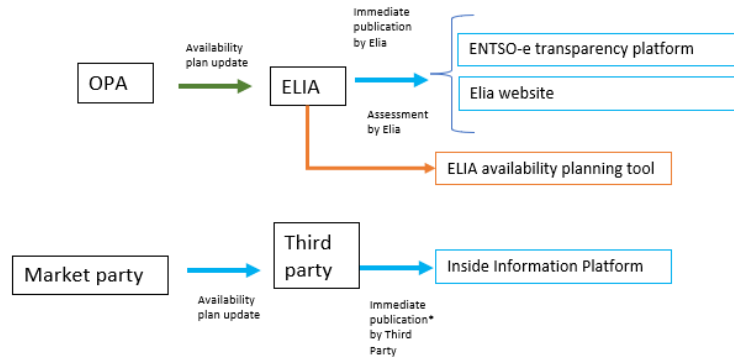 Immediate
publication
by Elia
Availability
plan update
ENTSO-e transparency platform
OPA
ELIA
Elia website
Assessment
by Elia
ELIA availability planning tool
Market party
Third
party
Inside Information Platform
Availability
plan update
Immediate
publication*
by Third
Party